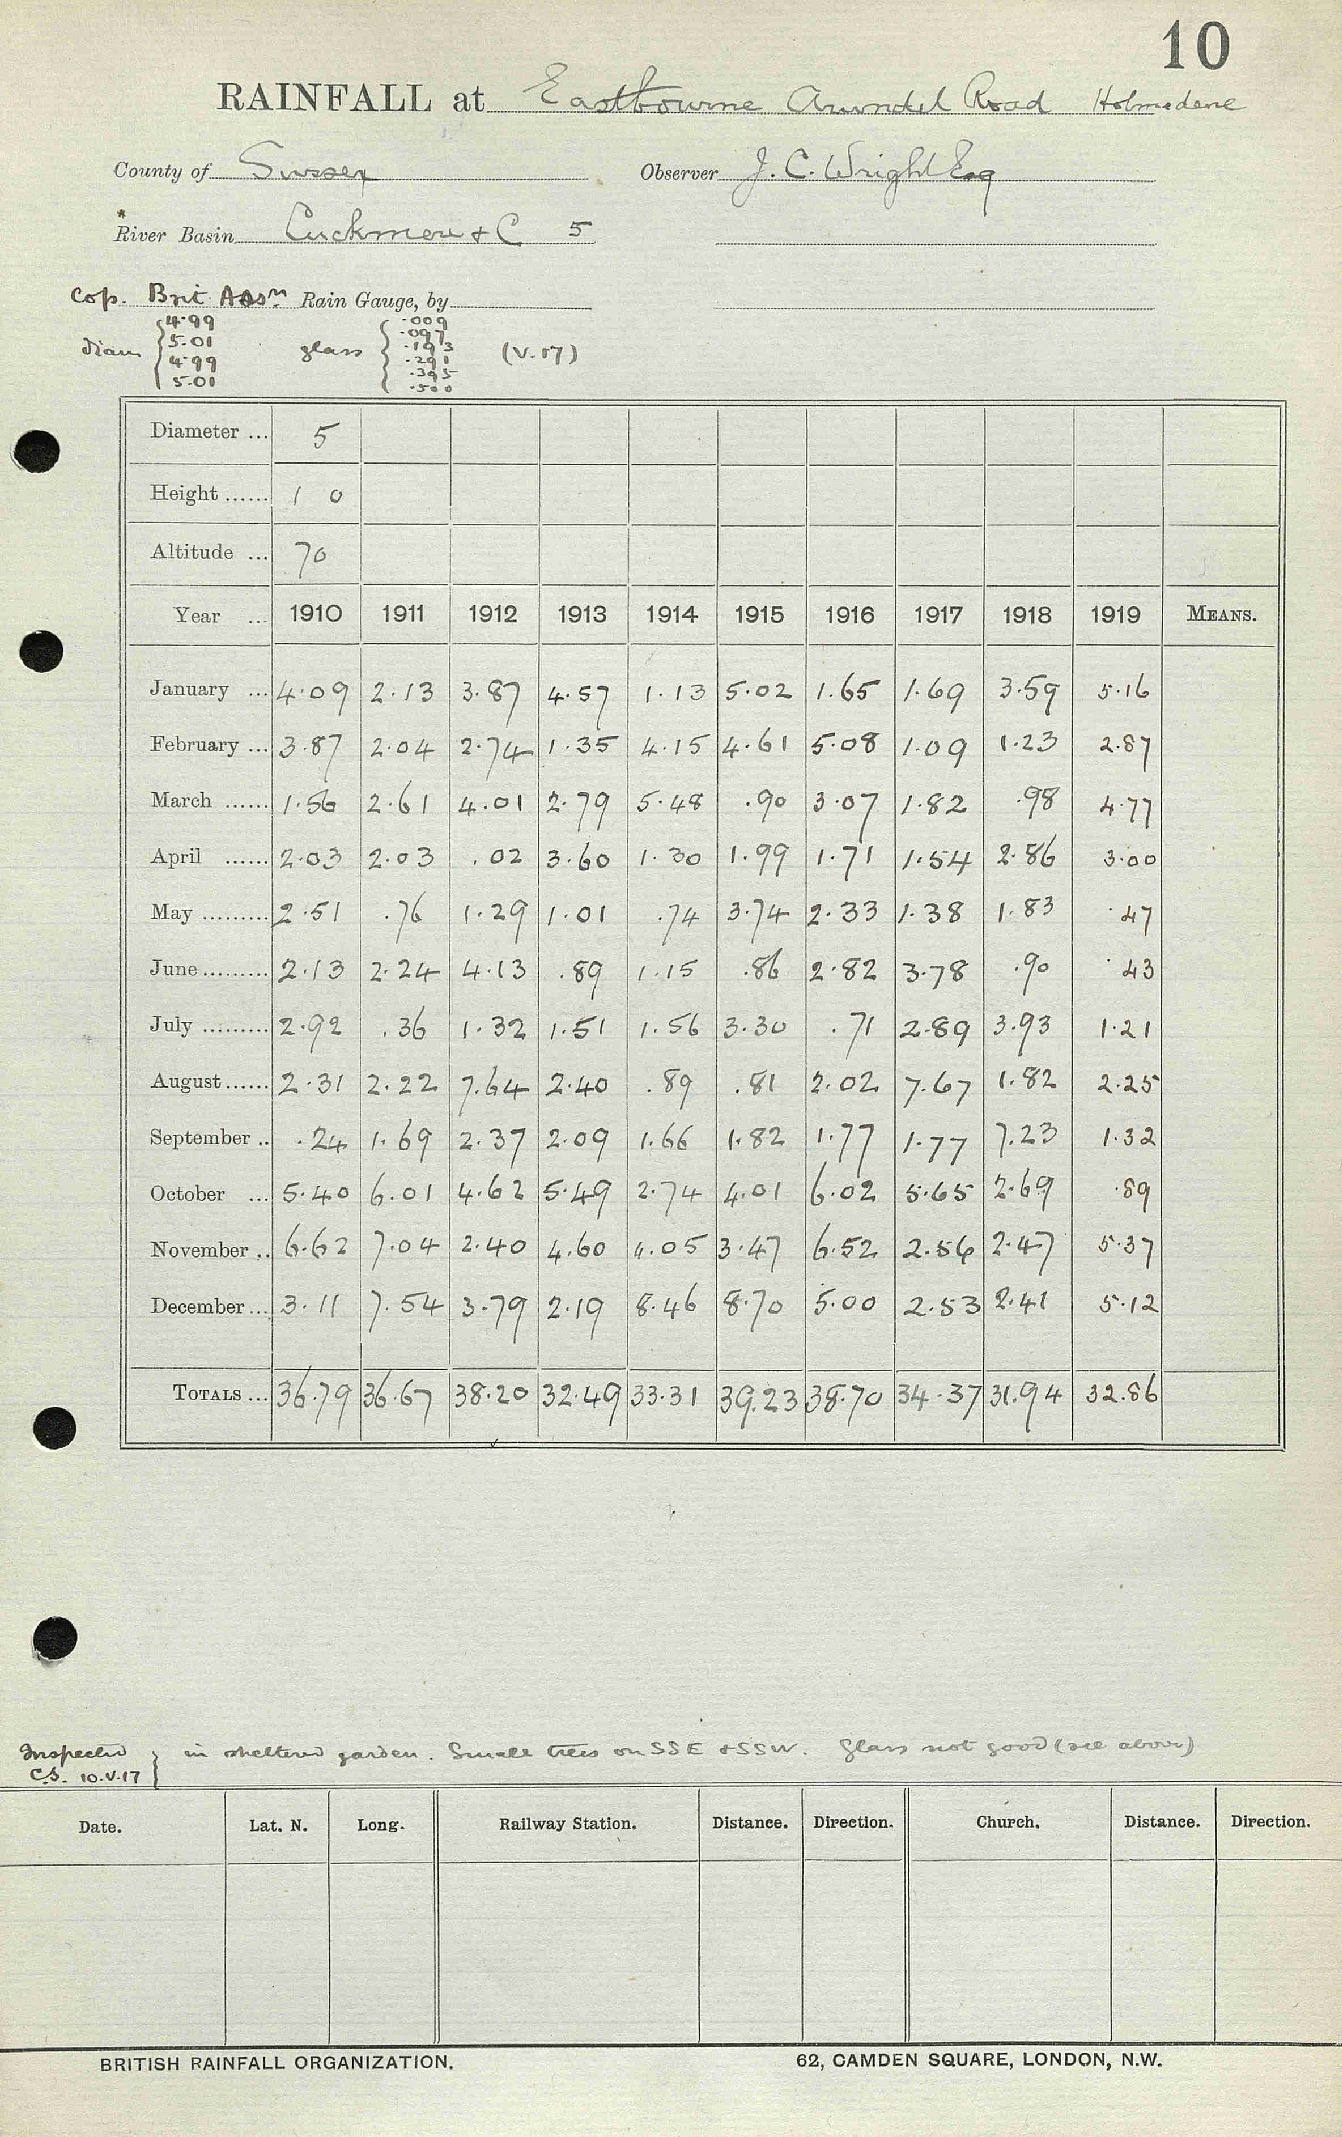 10
RAINFALL at Eastbourne Arundel Road Holmedene
County of Sussex Observer J. C. Wright Esq
* River Basin Cuckmere & C 5
Cop. Brit Assn Rain Gauge, by
diam { 4.99 5.01 4.99 5.01 glass { .009 .097 .193 .291 .395 .500 (V.17)
Diameter ... 5
Height ...... 1 0
Altitude ... 70
Year ... 1910 1911 1912 1913 1914 1915 1916 1917 1918 1919 MEANS.
January ... 4.09 2.13 3.87 4.57 1.13 5.02 1.65 1.69 3.59 5.16
February ... 3.87 2.04 2.74 1.35 4.15 4.61 5.08 1.09 1.23 2.87
March ...... 1.56 2.61 4.01 2.79 5.48 .90 3.07 1.82 .98 4.77
April ...... 2.03 2.03 .02 3.60 1.30 1.99 1.71 1.54 2.86 3.00
May ......... 2.51 .76 1.29 1.01 .74 3.74 2.33 1.38 1.83 .47
June ......... 2.13 2.24 4.13 .89 1.15 .86 2.82 3.78 .90 .43
July ......... 2.92 .36 1.32 1.51 1.56 3.30 .71 2.89 3.93 1.21
August ...... 2.31 2.22 7.64 2.40 .89 .81 2.02 7.67 1.82 2.25
September .. .24 1.69 2.37 2.09 1.66 1.82 1.77 1.77 7.23 1.32
October ... 5.40 6.01 4.62 5.49 2.74 4.01 6.02 5.65 2.69 .89
November .. 6.62 7.04 2.40 4.60 4.05 3.47 6.52 2.56 2.47 5.37
December ... 3.11 7.54 3.79 2.19 8.46 8.70 5.00 2.53 2.41 5.12
TOTALS ... 36.79 36.67 38.20 32.49 33.31 39.23 38.70 34.37 31.94 32.86
Inspected C.S. 10.V.17 } in sheltered garden. Small trees on SSE & SSW. Glass not good (see above)
Date. Lat. N. Long. Railway Station. Distance. Direction. Church. Distance. Direction.
BRITISH RAINFALL ORGANIZATION. 62, CAMDEN SQUARE, LONDON, N.W.